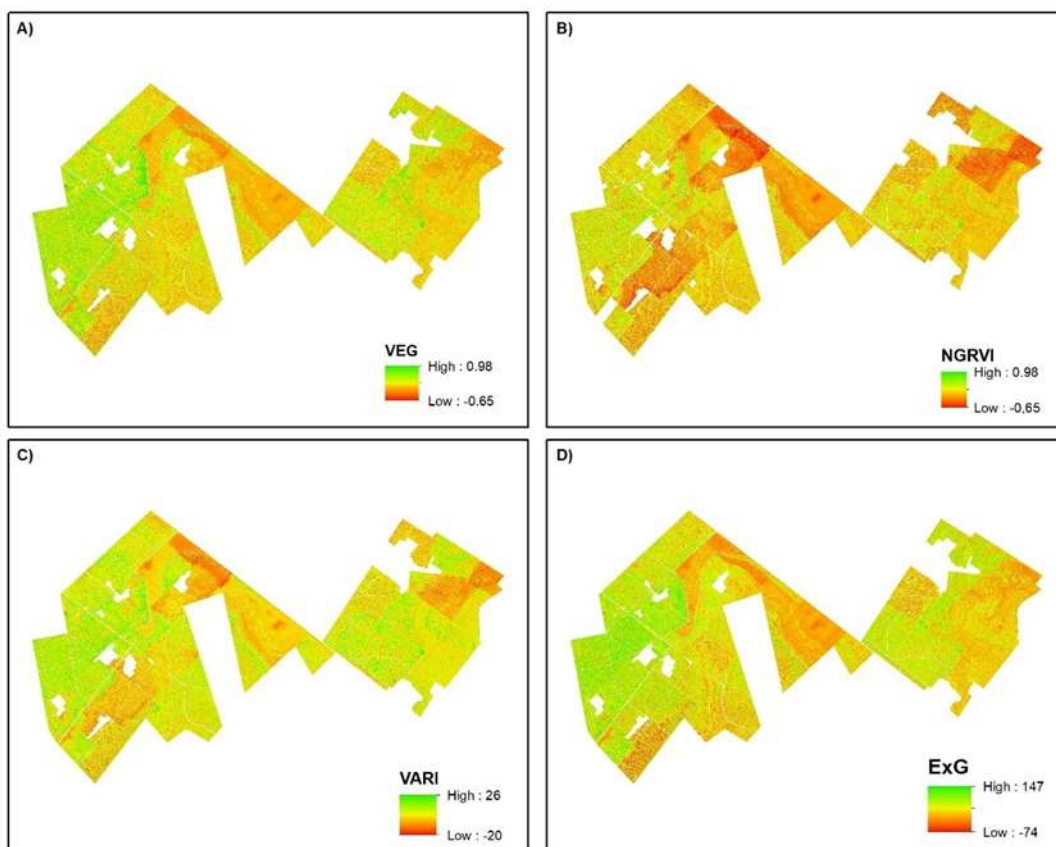 A)
VEG
High : 0.98
Low : -0.65
B)
NGRVI
High : 0.98
Low : -0,65
C)
VARI
High : 26
Low : -20
D)
ExG
High : 147
Low : -74